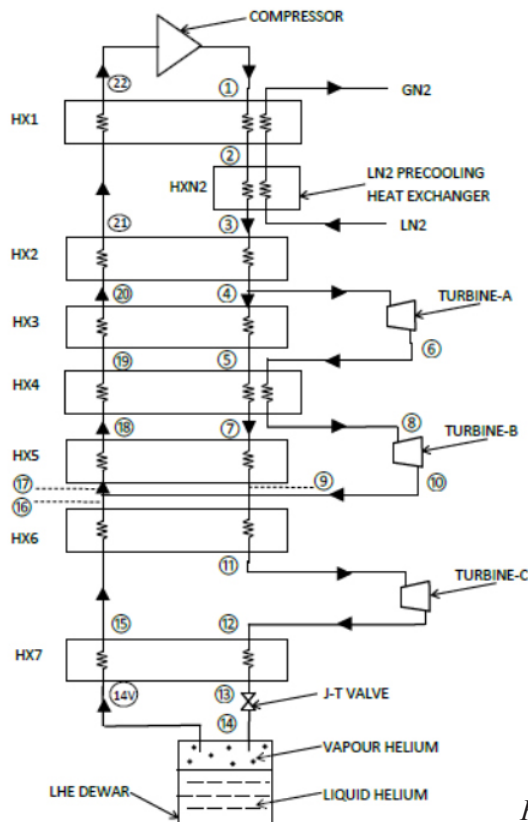 COMPRESSOR
22
1
GN2
HX1
2
HXN2
LN2 PRECOOLING
HEAT EXCHANGER
3
21
LN2
HX2
20
4
TURBINE-A
HX3
6
19
5
HX4
8
18
7
TURBINE-B
HX5
17
9
10
16
HX6
11
TURBINE-C
15
12
HX7
14V
13
J-T VALVE
14
VAPOUR HELIUM
LHE DEWAR
LIQUID HELIUM